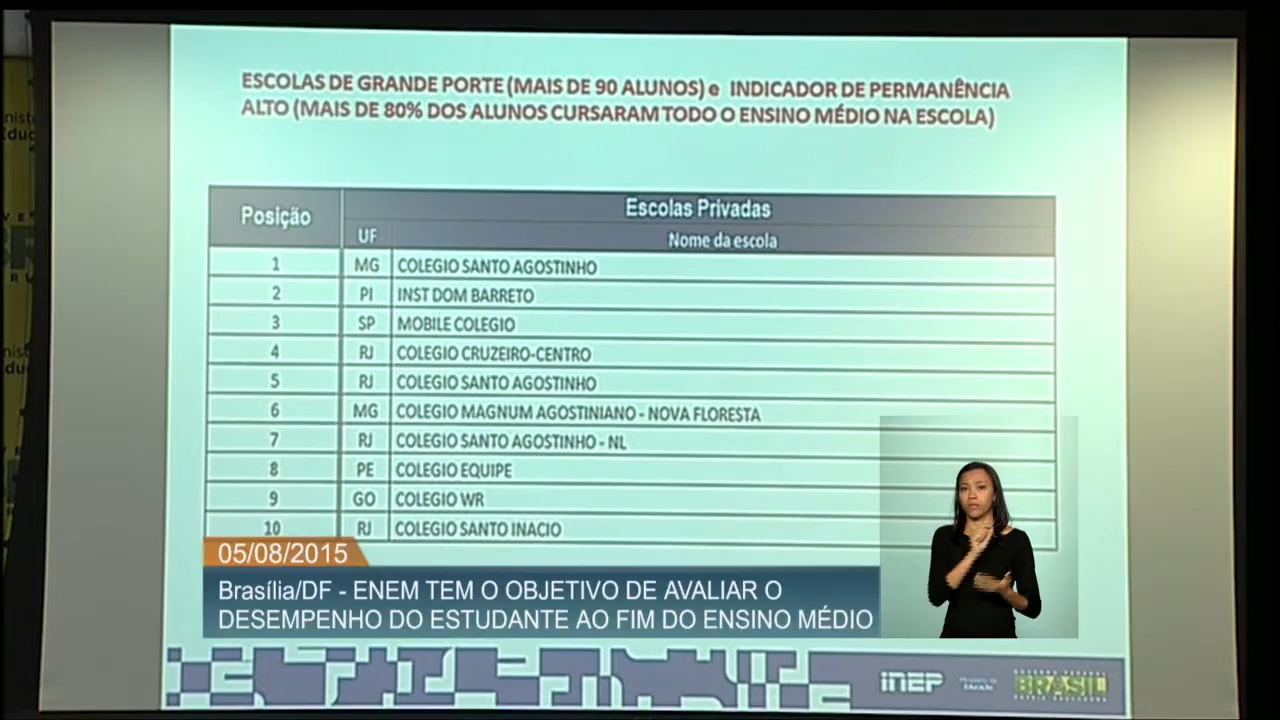 ESCOLAS DE GRANDE PORTE (MAIS DE 90 ALUNOS) e INDICADOR DE PERMANÊNCIA
ALTO (MAIS DE 80% DOS ALUNOS CURSARAM TODO O ENSINO MÉDIO NA ESCOLA)
Posição
Escolas Privadas
UF
Nome da escola
1 MG COLEGIO SANTO AGOSTINHO
2 PI INST DOM BARRETO
3 SP MOBILE COLEGIO
4 RJ COLEGIO CRUZEIRO-CENTRO
5 RJ COLEGIO SANTO AGOSTINHO
6 MG COLEGIO MAGNUM AGOSTINIANO - NOVA FLORESTA
7 RJ COLEGIO SANTO AGOSTINHO - NL
8 PE COLEGIO EQUIPE
9 GO COLEGIO WR
10 RJ COLEGIO SANTO INACIO
05/08/2015
Brasília/DF - ENEM TEM O OBJETIVO DE AVALIAR O
DESEMPENHO DO ESTUDANTE AO FIM DO ENSINO MÉDIO
INEP
BRASIL